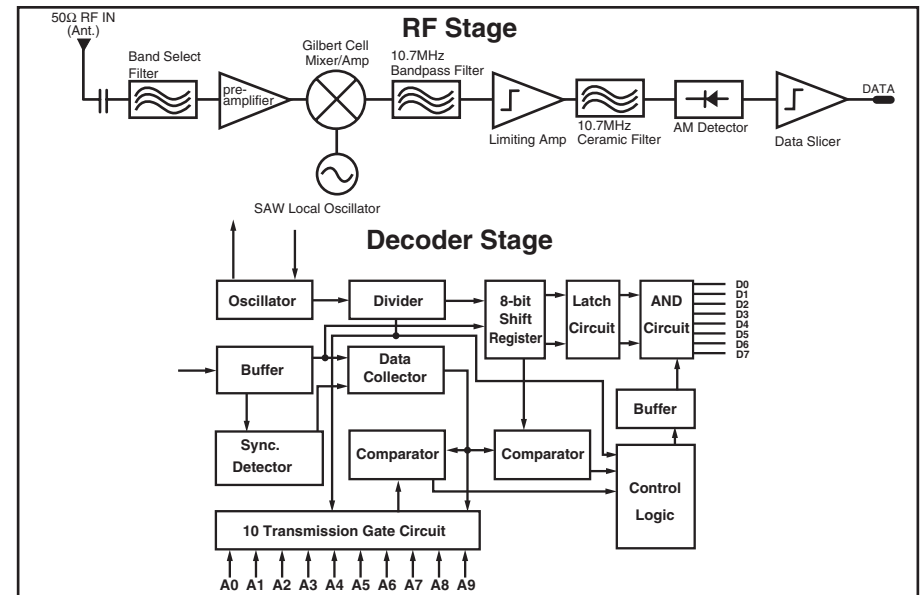 50Ω RF IN
(Ant.)
RF Stage
Band Select
Filter
pre-
amplifier
Gilbert Cell
Mixer/Amp
10.7MHz
Bandpass Filter
Limiting Amp
10.7MHz
Ceramic Filter
AM Detector
Data Slicer
DATA
SAW Local Oscillator
Decoder Stage
Oscillator
Divider
8-bit
Shift
Register
Latch
Circuit
AND
Circuit
D0
D1
D2
D3
D4
D5
D6
D7
Buffer
Data
Collector
Buffer
Sync.
Detector
Comparator
Comparator
Control
Logic
10 Transmission Gate Circuit
A0 A1 A2 A3 A4 A5 A6 A7 A8 A9